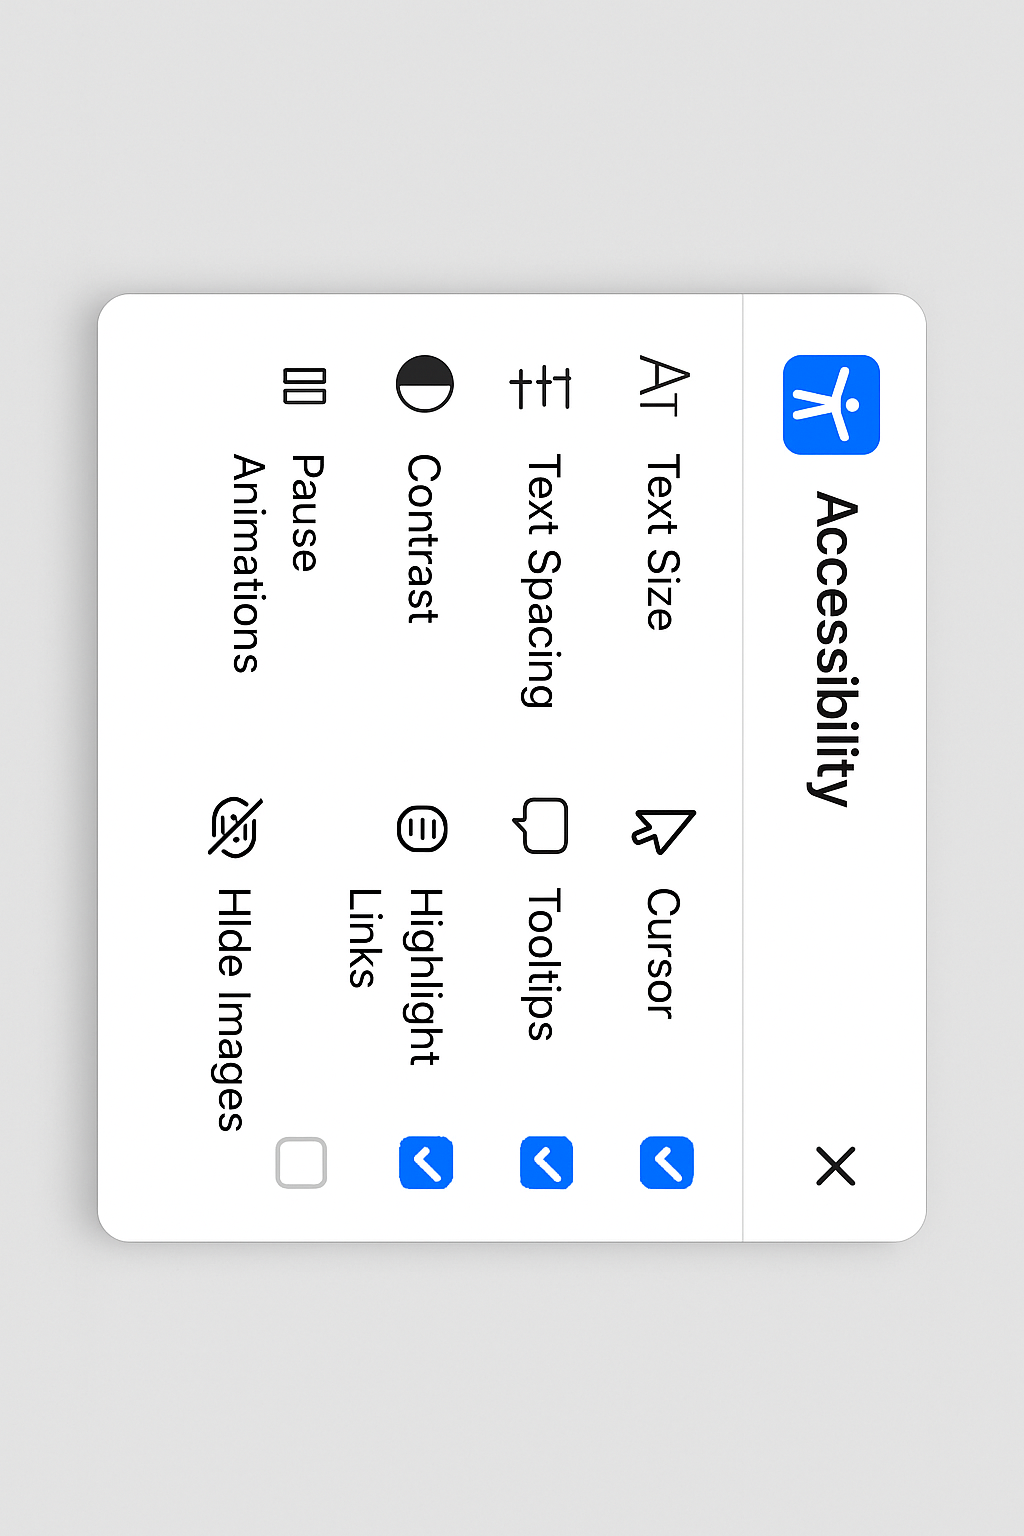 Accessibility
Text Size
Cursor
Text Spacing
Tooltips
Contrast
Highlight
Links
Pause
Animations
HIde Images